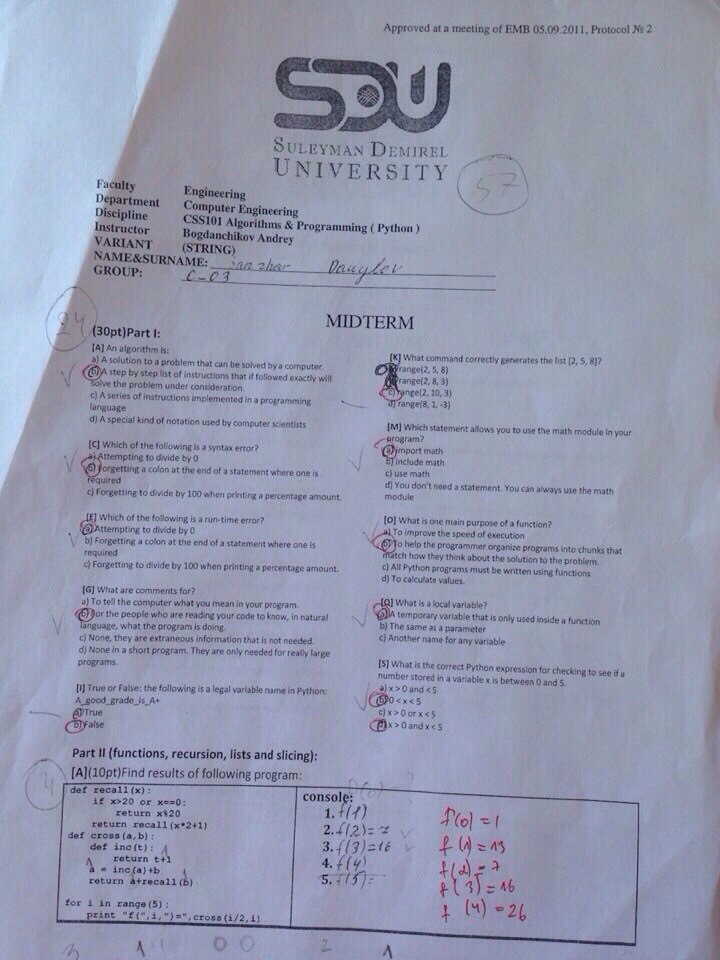 Approved at a meeting of EMB 05.09.2011, Protocol № 2
SDU
SULEYMAN DEMIREL
UNIVERSITY
57
Faculty Engineering
Department Computer Engineering
Discipline CSS101 Algorithms & Programming ( Python )
Instructor Bogdanchikov Andrey
VARIANT (STRING)
NAME&SURNAME: Sanzhar Dauylov
GROUP: C-03
MIDTERM
24
(30pt)Part I:
[A] An algorithm is:
a) A solution to a problem that can be solved by a computer.
b) A step by step list of instructions that if followed exactly will
solve the problem under consideration.
c) A series of instructions implemented in a programming
language
d) A special kind of notation used by computer scientists
[C] Which of the following is a syntax error?
a) Attempting to divide by 0
b) Forgetting a colon at the end of a statement where one is
required
c) Forgetting to divide by 100 when printing a percentage amount.
[E] Which of the following is a run-time error?
a) Attempting to divide by 0
b) Forgetting a colon at the end of a statement where one is
required
c) Forgetting to divide by 100 when printing a percentage amount.
[G] What are comments for?
a) To tell the computer what you mean in your program.
b) For the people who are reading your code to know, in natural
language, what the program is doing.
c) None, they are extraneous information that is not needed.
d) None in a short program. They are only needed for really large
programs.
[I] True or False: the following is a legal variable name in Python:
A_good_grade_is_A+
a) True
b) False
[K] What command correctly generates the list [2, 5, 8]?
range(2, 5, 8)
range(2, 8, 3)
c) range(2, 10, 3)
d) range(8, 1, -3)
[M] Which statement allows you to use the math module in your
program?
a) import math
b) include math
c) use math
d) You don't need a statement. You can always use the math
module
[O] What is one main purpose of a function?
a) To improve the speed of execution
b) To help the programmer organize programs into chunks that
match how they think about the solution to the problem.
c) All Python programs must be written using functions
d) To calculate values.
[Q] What is a local variable?
a) A temporary variable that is only used inside a function
b) The same as a parameter
c) Another name for any variable
[S] What is the correct Python expression for checking to see if a
number stored in a variable x is between 0 and 5.
a) x > 0 and < 5
b) 0 < x < 5
c) x > 0 or x < 5
d) x > 0 and x < 5
Part II (functions, recursion, lists and slicing):
4
[A](10pt)Find results of following program:
def recall(x):
if x>20 or x==0:
return x%20
return recall(x*2+1)
def cross(a,b):
def inc(t):
return t+1
a = inc(a)+b
return a+recall(b)
for i in range(5):
print "f(",i,")=",cross(i/2,i)
console:
1. f(1)
2. f(2)=7
3. f(3)=16
4. f(4)
5. f(5)=
f(0)=1
f(1)=13
f(2)=7
f(3)=16
f(4)=26
3 1 0 0 2 1